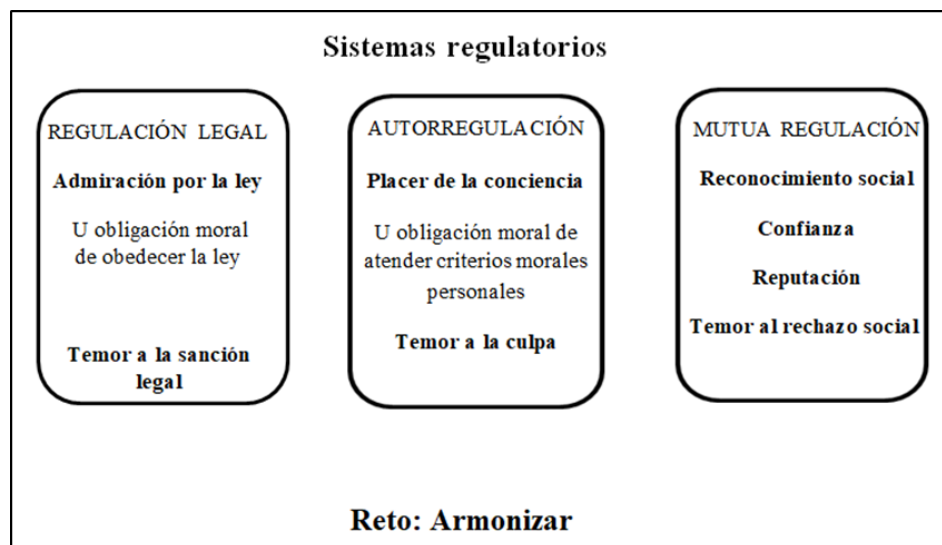 Sistemas regulatorios
REGULACIÓN LEGAL
Admiración por la ley
U obligación moral
de obedecer la ley
Temor a la sanción
legal
AUTORREGULACIÓN
Placer de la conciencia
U obligación moral de
atender criterios morales
personales
Temor a la culpa
MUTUA REGULACIÓN
Reconocimiento social
Confianza
Reputación
Temor al rechazo social
Reto: Armonizar